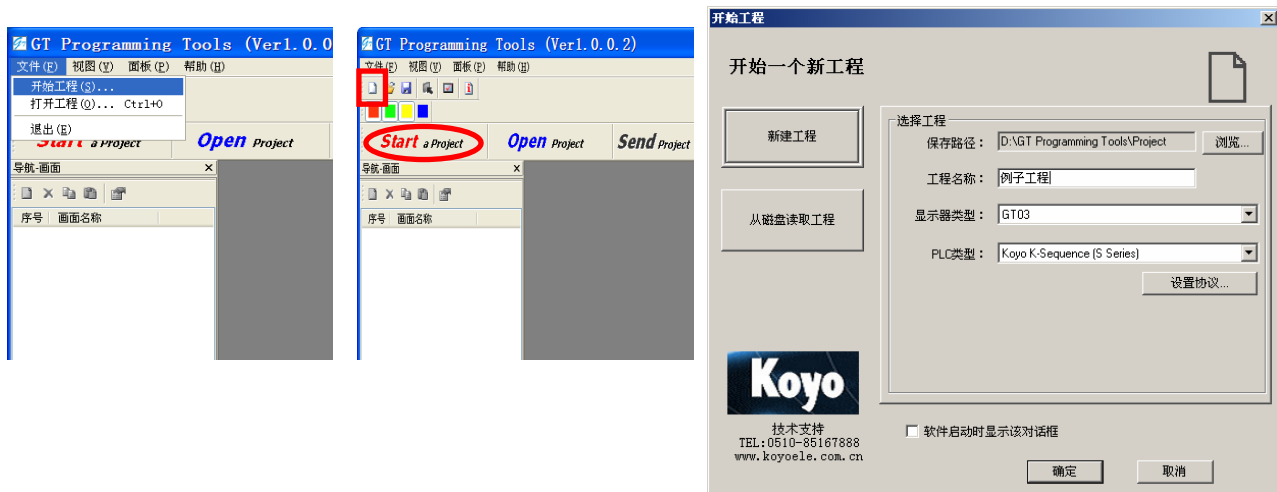 GT Programming Tools (Ver1.0.0
文件(F) 视图(V) 面板(P) 帮助(H)
开始工程(S)...
打开工程(O)... Ctrl+O
退出(E)
Start a Project Open Project
导航-画面
序号 画面名称
GT Programming Tools (Ver1.0.0.2)
文件(F) 视图(V) 面板(P) 帮助(H)
Start a Project Open Project Send Project
导航-画面
序号 画面名称
开始工程
开始一个新工程
新建工程
从磁盘读取工程
选择工程
保存路径： D:\GT Programming Tools\Project 浏览...
工程名称： 例子工程
显示器类型： GT03
PLC类型： Koyo K-Sequence (S Series)
设置协议...
Koyo
技术支持
TEL:0510-85167888
www.koyoele.com.cn
软件启动时显示该对话框
确定 取消